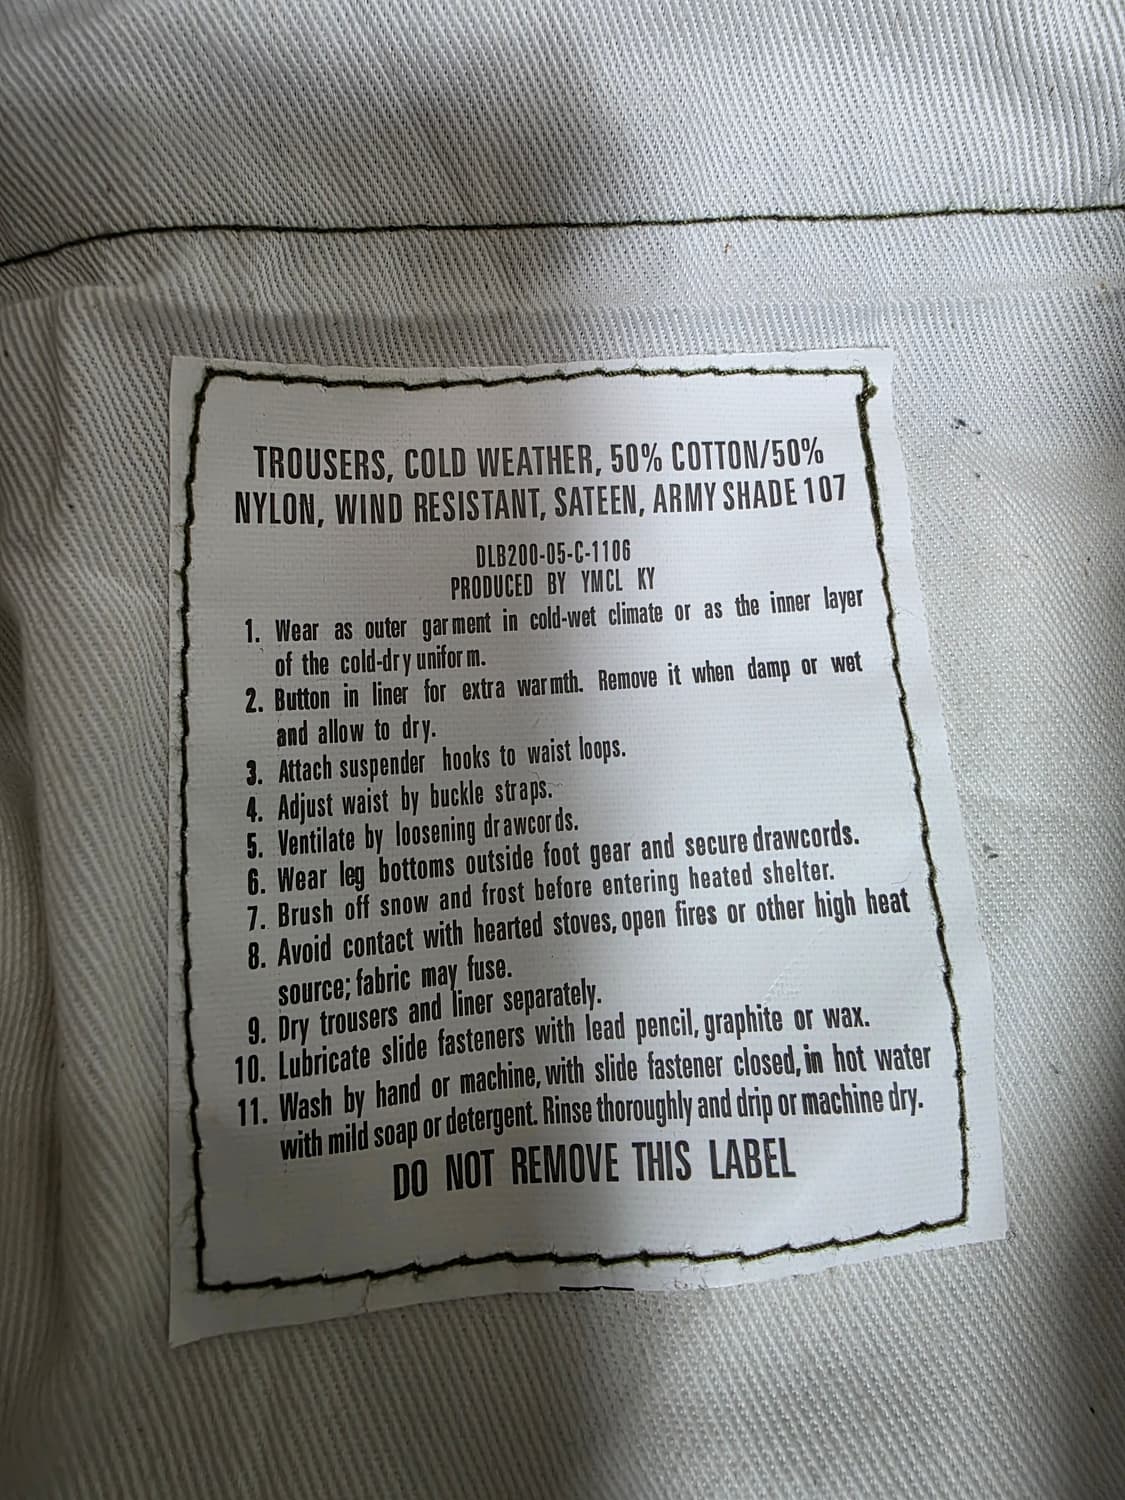 TROUSERS, COLD WEATHER, 50% COTTON/50%
NYLON, WIND RESISTANT, SATEEN, ARMY SHADE 107
DLB200-05-C-1106
PRODUCED BY YMCL KY
1. Wear as outer garment in cold-wet climate or as the inner layer
of the cold-dry uniform.
2. Button in liner for extra warmth. Remove it when damp or wet
and allow to dry.
3. Attach suspender hooks to waist loops.
4. Adjust waist by buckle straps.
5. Ventilate by loosening drawcords.
6. Wear leg bottoms outside foot gear and secure drawcords.
7. Brush off snow and frost before entering heated shelter.
8. Avoid contact with hearted stoves, open fires or other high heat
source; fabric may fuse.
9. Dry trousers and liner separately.
10. Lubricate slide fasteners with lead pencil, graphite or wax.
11. Wash by hand or machine, with slide fastener closed, in hot water
with mild soap or detergent. Rinse thoroughly and drip or machine dry.
DO NOT REMOVE THIS LABEL